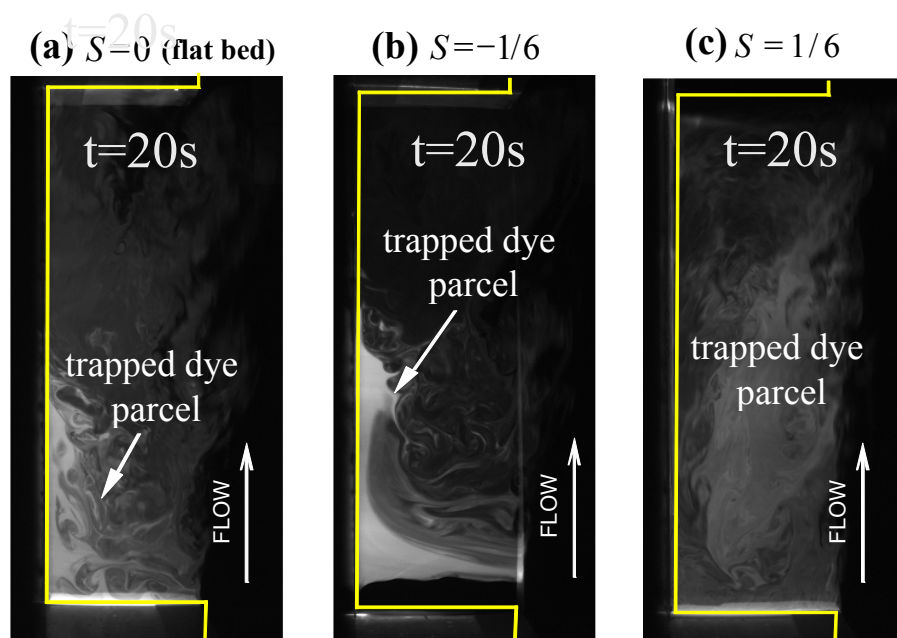 t=20s
(a) S=0 (flat bed)
(b) S=−1/6
(c) S = 1/6
t=20s
t=20s
t=20s
trapped dye
parcel
trapped dye
parcel
trapped dye
parcel
FLOW
FLOW
FLOW